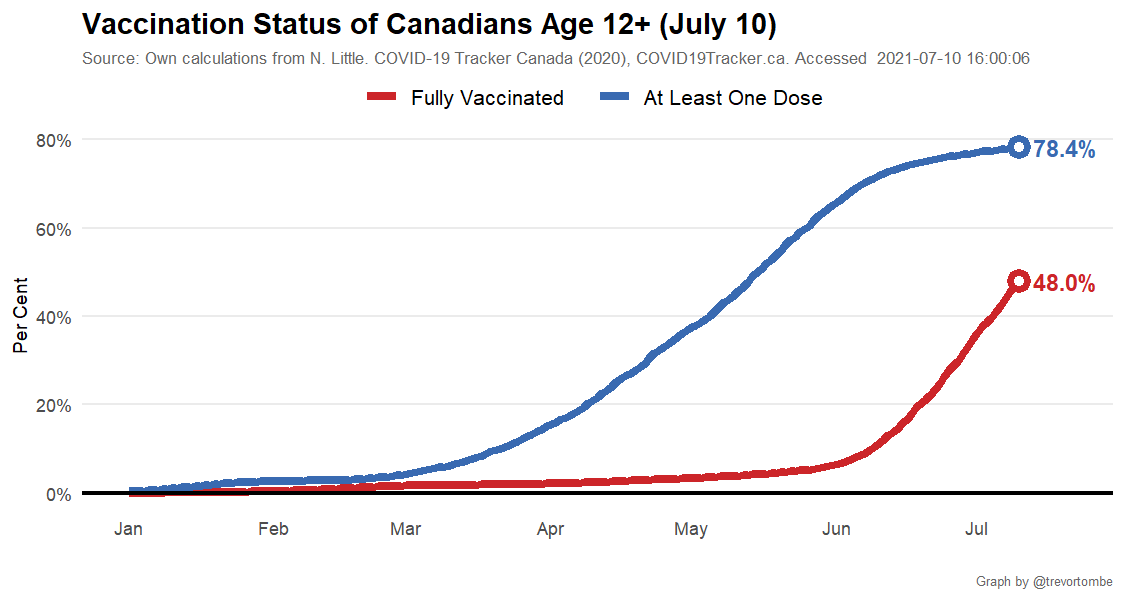 Vaccination Status of Canadians Age 12+ (July 10)
Source: Own calculations from N. Little. COVID-19 Tracker Canada (2020), COVID19Tracker.ca. Accessed  2021-07-10 16:00:06
Fully Vaccinated
At Least One Dose
80%
78.4%
60%
48.0%
40%
20%
0%
Per Cent
Jan Feb Mar Apr May Jun Jul
Graph by @trevortombe